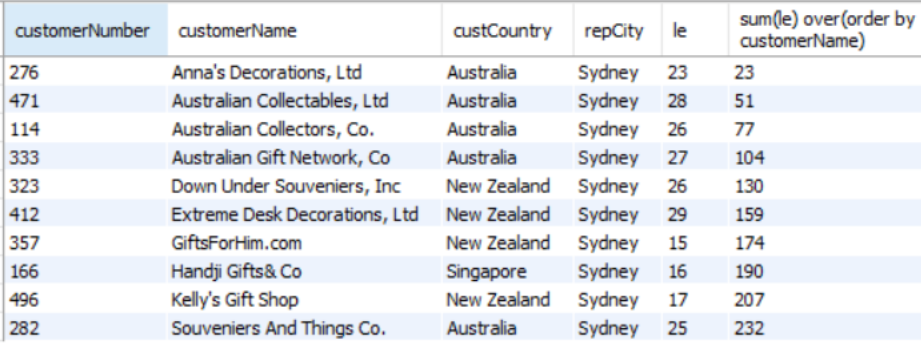 customerNumber customerName custCountry repCity le sum(le) over(order by customerName)
276 Anna's Decorations, Ltd Australia Sydney 23 23
471 Australian Collectables, Ltd Australia Sydney 28 51
114 Australian Collectors, Co. Australia Sydney 26 77
333 Australian Gift Network, Co Australia Sydney 27 104
323 Down Under Souveniers, Inc New Zealand Sydney 26 130
412 Extreme Desk Decorations, Ltd New Zealand Sydney 29 159
357 GiftsForHim.com New Zealand Sydney 15 174
166 Handji Gifts& Co Singapore Sydney 16 190
496 Kelly's Gift Shop New Zealand Sydney 17 207
282 Souveniers And Things Co. Australia Sydney 25 232